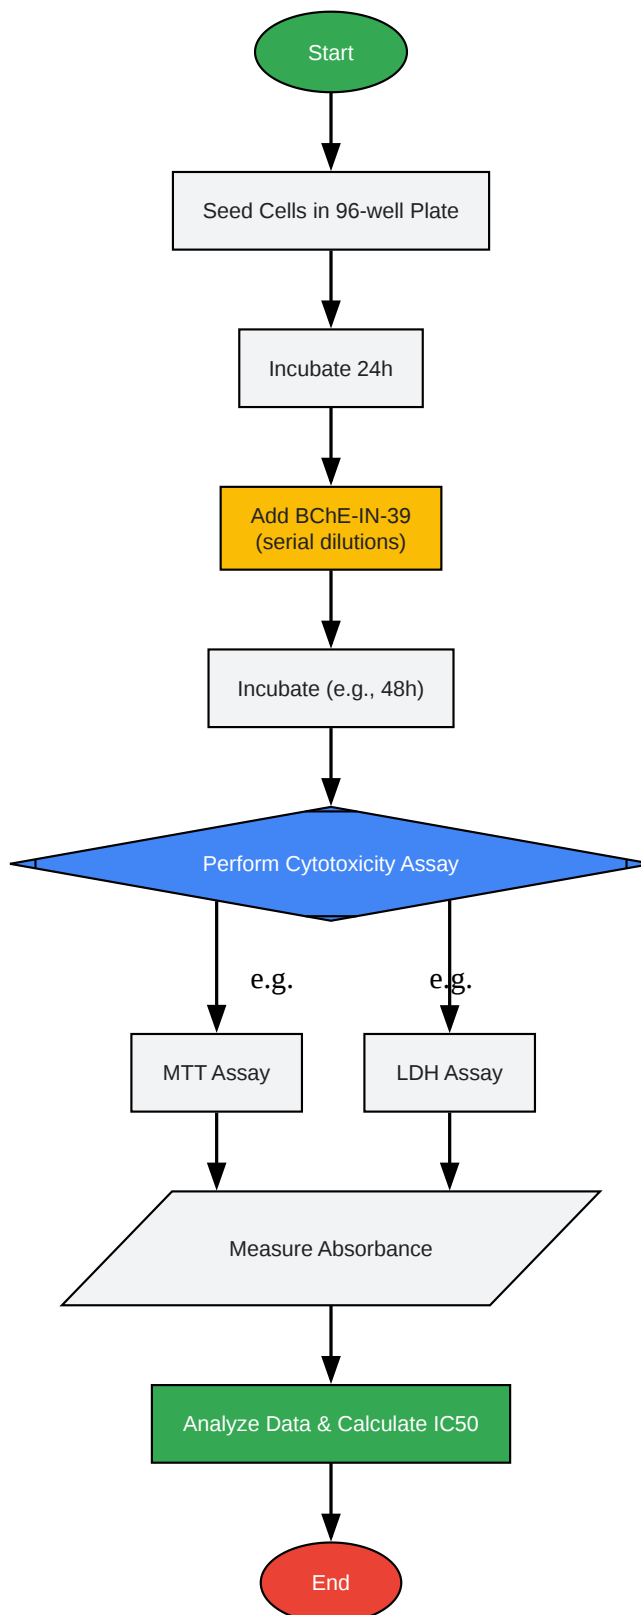 Start
Seed Cells in 96-well Plate
Incubate 24h
Add BChE-IN-39
(serial dilutions)
Incubate (e.g., 48h)
Perform Cytotoxicity Assay
e.g.
e.g.
MTT Assay
LDH Assay
Measure Absorbance
Analyze Data & Calculate IC50
End